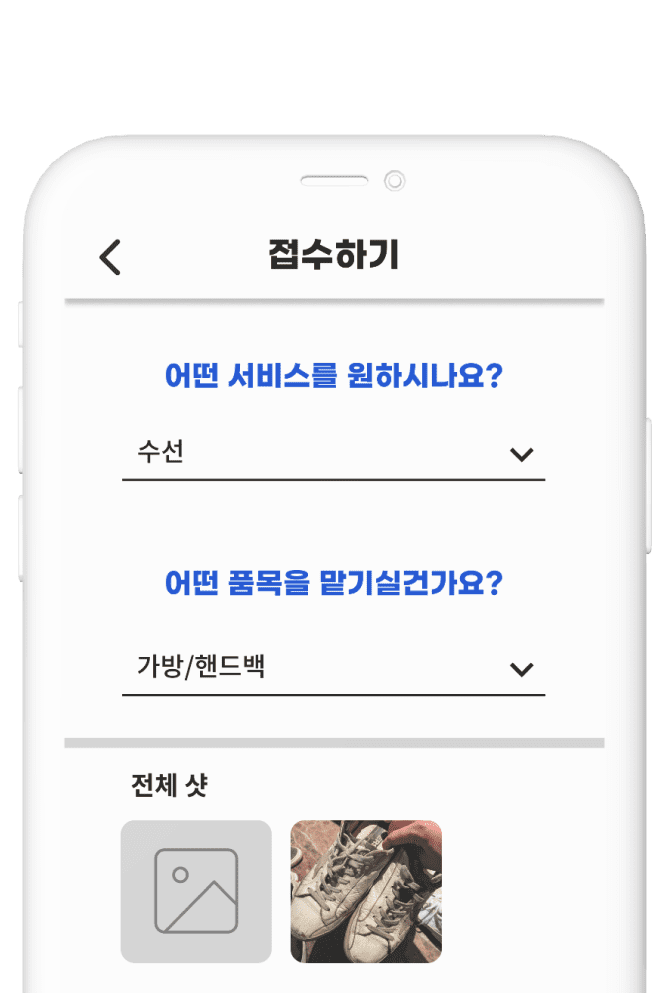 접수하기
어떤 서비스를 원하시나요?
수선
어떤 품목을 맡기실건가요?
가방/핸드백
전체 샷